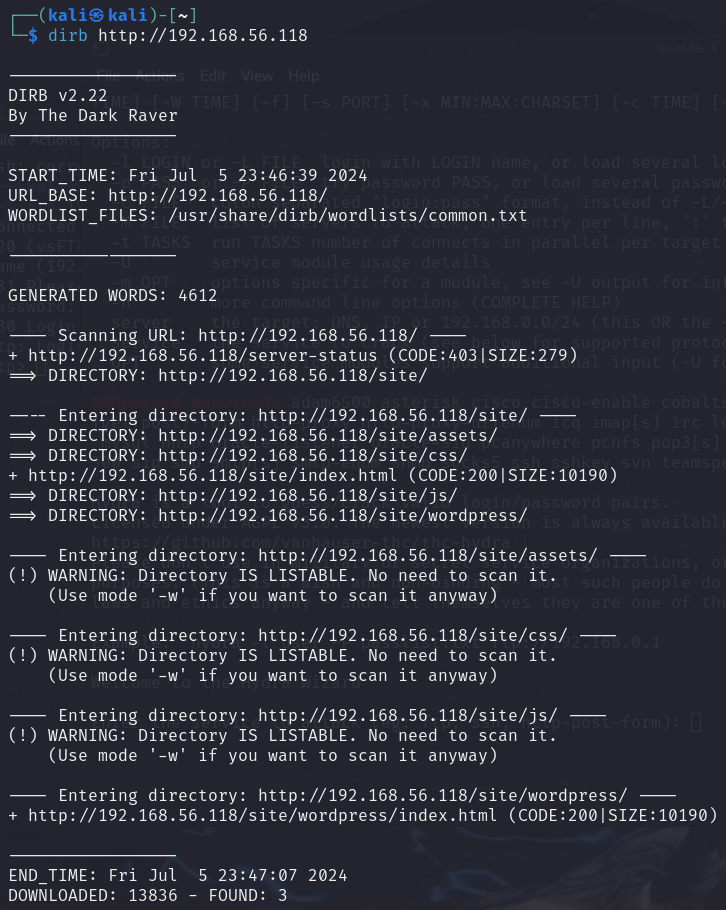 ┌──(kali㉿kali)-[~]
└─$ dirb http://192.168.56.118

-----------------
DIRB v2.22
By The Dark Raver
-----------------

START_TIME: Fri Jul  5 23:46:39 2024
URL_BASE: http://192.168.56.118/
WORDLIST_FILES: /usr/share/dirb/wordlists/common.txt

-----------------

GENERATED WORDS: 4612

---- Scanning URL: http://192.168.56.118/ ----
+ http://192.168.56.118/server-status (CODE:403|SIZE:279)
==> DIRECTORY: http://192.168.56.118/site/

---- Entering directory: http://192.168.56.118/site/ ----
==> DIRECTORY: http://192.168.56.118/site/assets/
==> DIRECTORY: http://192.168.56.118/site/css/
+ http://192.168.56.118/site/index.html (CODE:200|SIZE:10190)
==> DIRECTORY: http://192.168.56.118/site/js/
==> DIRECTORY: http://192.168.56.118/site/wordpress/

---- Entering directory: http://192.168.56.118/site/assets/ ----
(!) WARNING: Directory IS LISTABLE. No need to scan it.
    (Use mode '-w' if you want to scan it anyway)

---- Entering directory: http://192.168.56.118/site/css/ ----
(!) WARNING: Directory IS LISTABLE. No need to scan it.
    (Use mode '-w' if you want to scan it anyway)

---- Entering directory: http://192.168.56.118/site/js/ ----
(!) WARNING: Directory IS LISTABLE. No need to scan it.
    (Use mode '-w' if you want to scan it anyway)

---- Entering directory: http://192.168.56.118/site/wordpress/ ----
+ http://192.168.56.118/site/wordpress/index.html (CODE:200|SIZE:10190)

-----------------
END_TIME: Fri Jul  5 23:47:07 2024
DOWNLOADED: 13836 - FOUND: 3